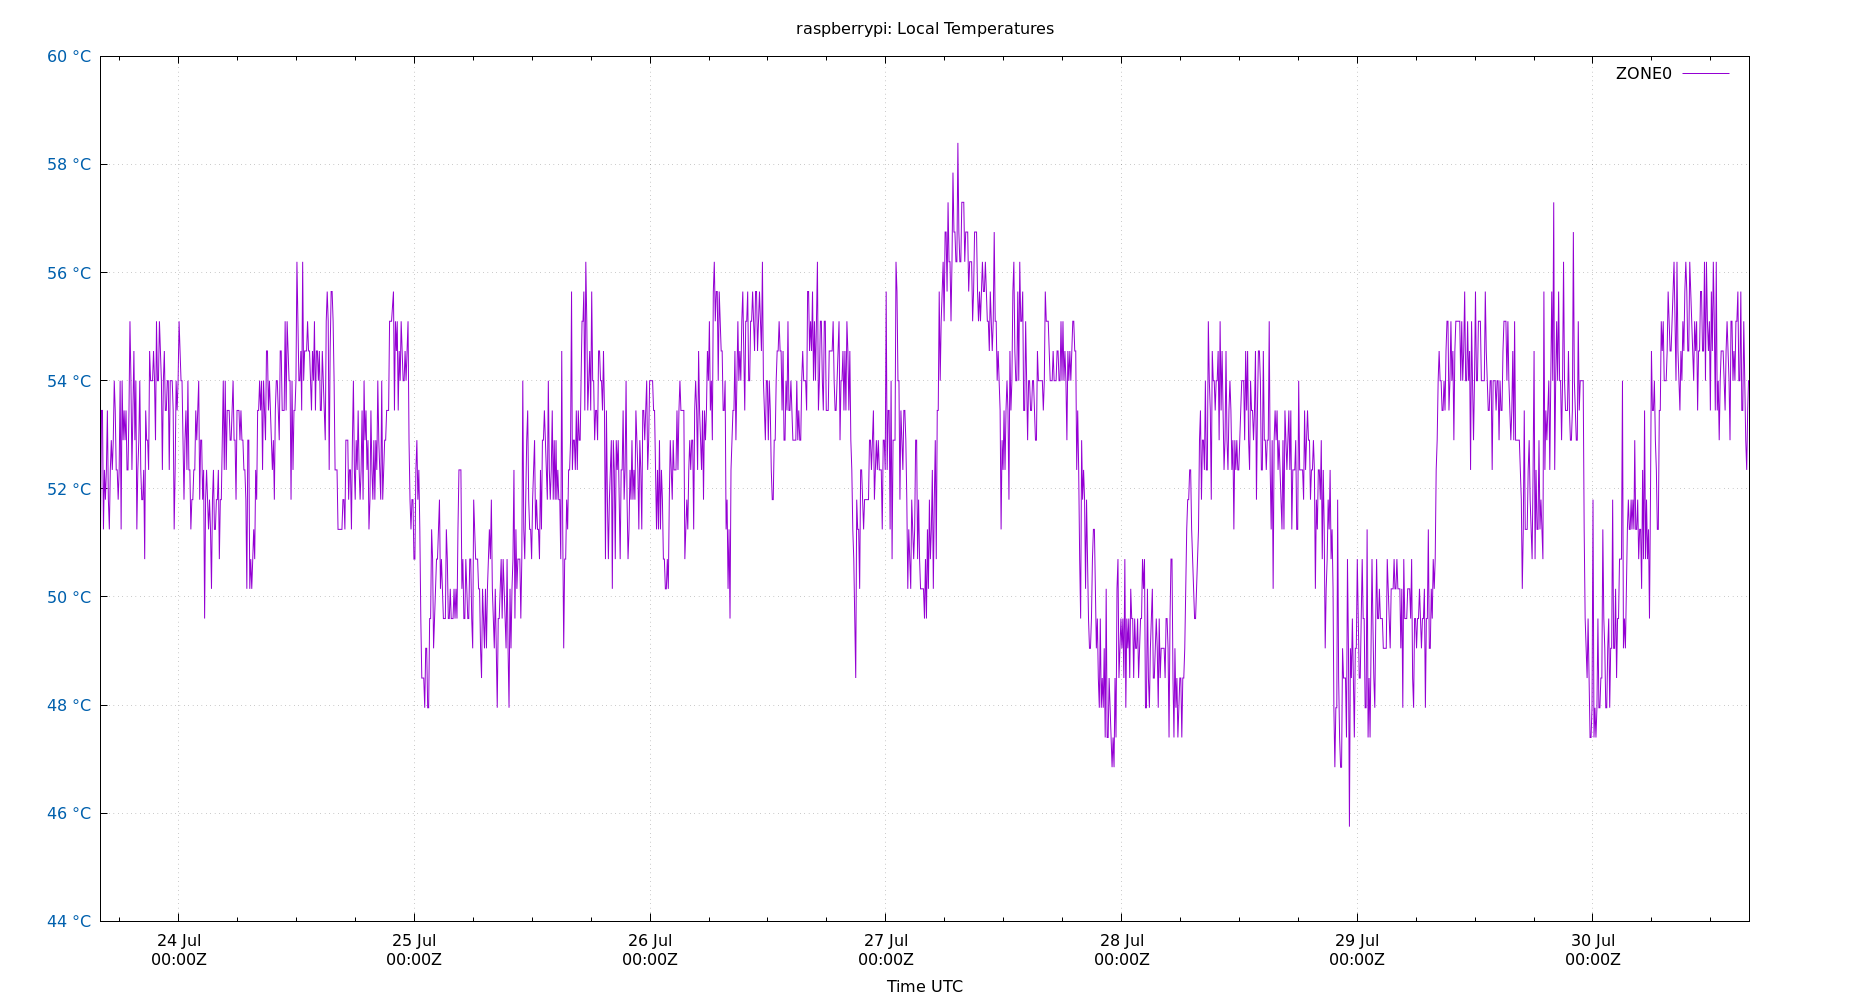 raspberrypi: Local Temperatures
ZONE0
60 °C
58 °C
56 °C
54 °C
52 °C
50 °C
48 °C
46 °C
44 °C
24 Jul 25 Jul 26 Jul 27 Jul 28 Jul 29 Jul 30 Jul
00:00Z 00:00Z 00:00Z 00:00Z 00:00Z 00:00Z 00:00Z
Time UTC